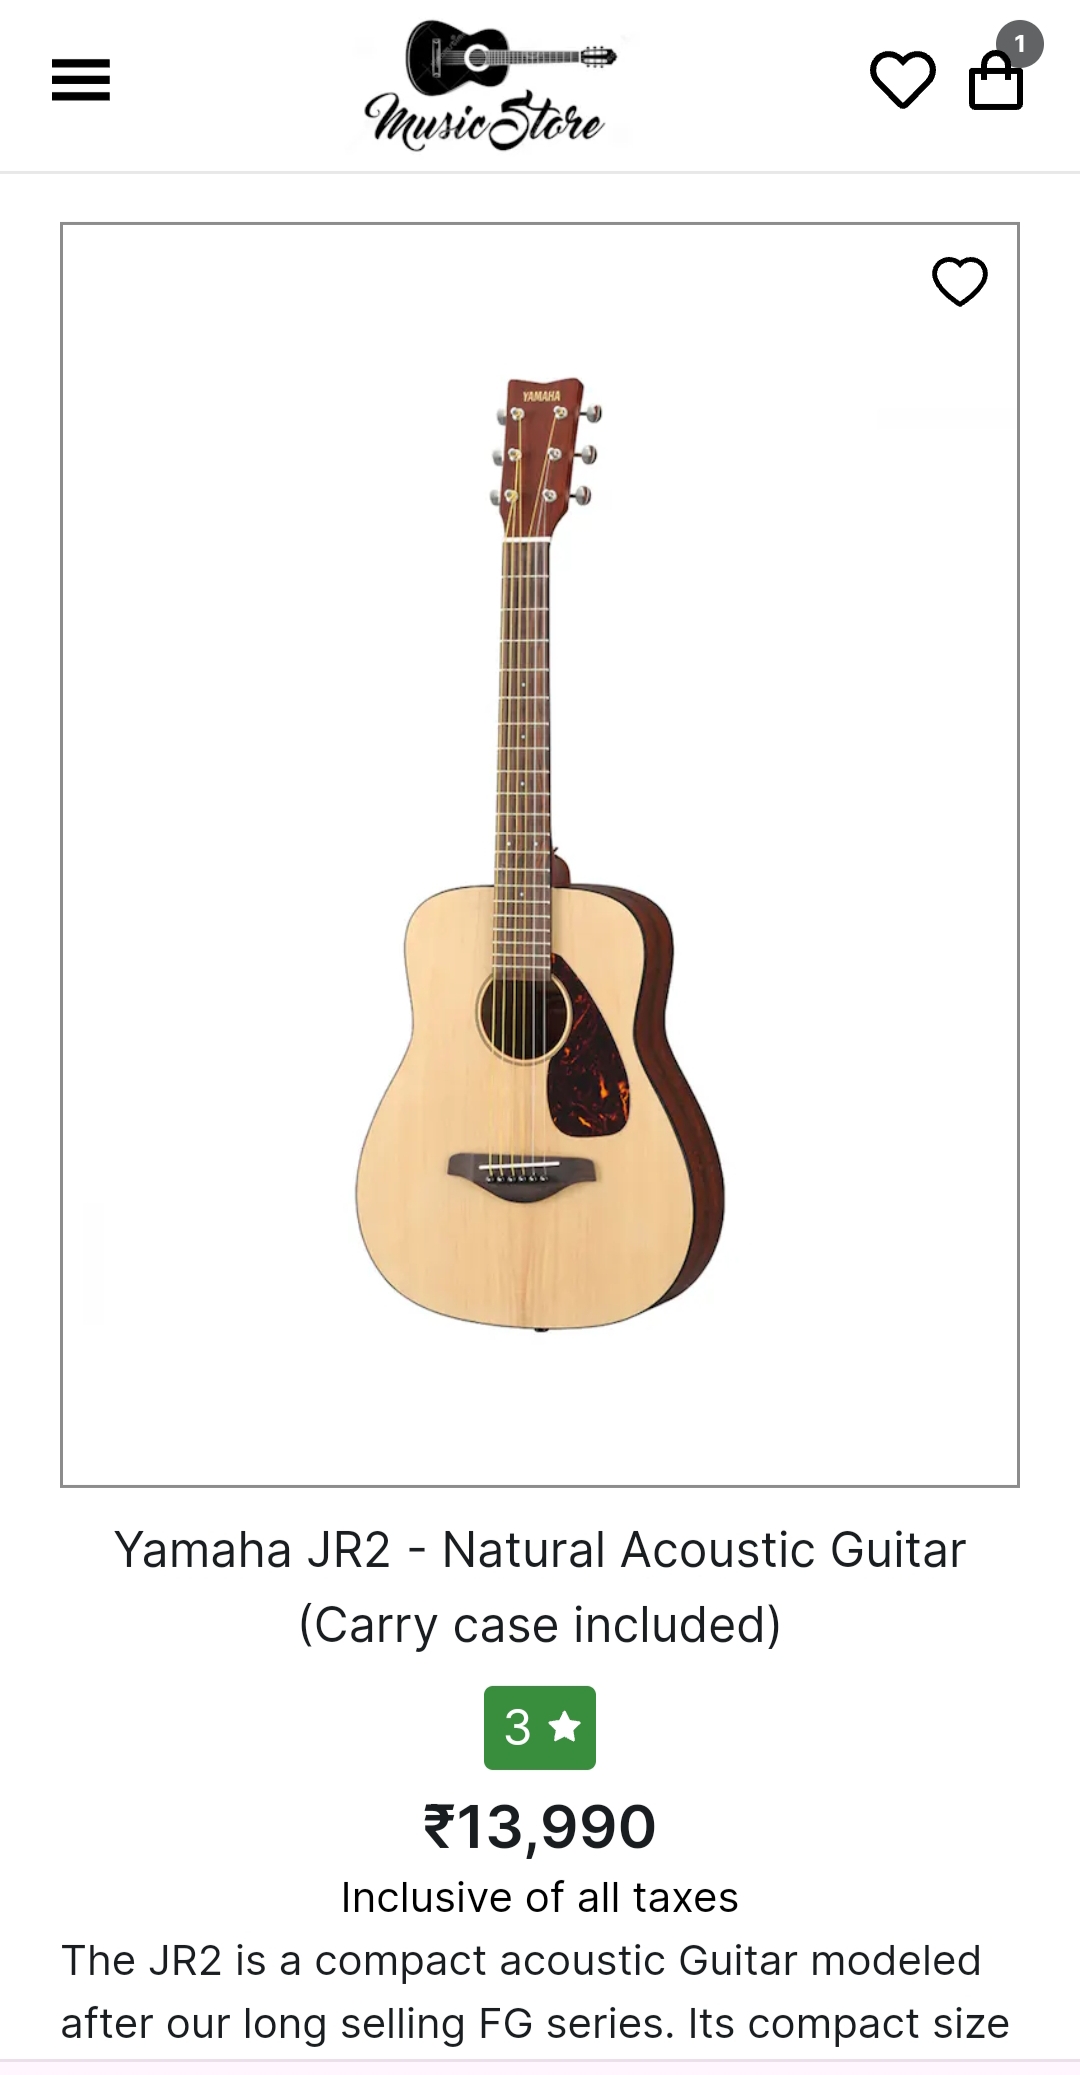 1
Music Store
YAMAHA
Yamaha JR2 - Natural Acoustic Guitar
(Carry case included)
3
₹13,990
Inclusive of all taxes
The JR2 is a compact acoustic Guitar modeled
after our long selling FG series. Its compact size